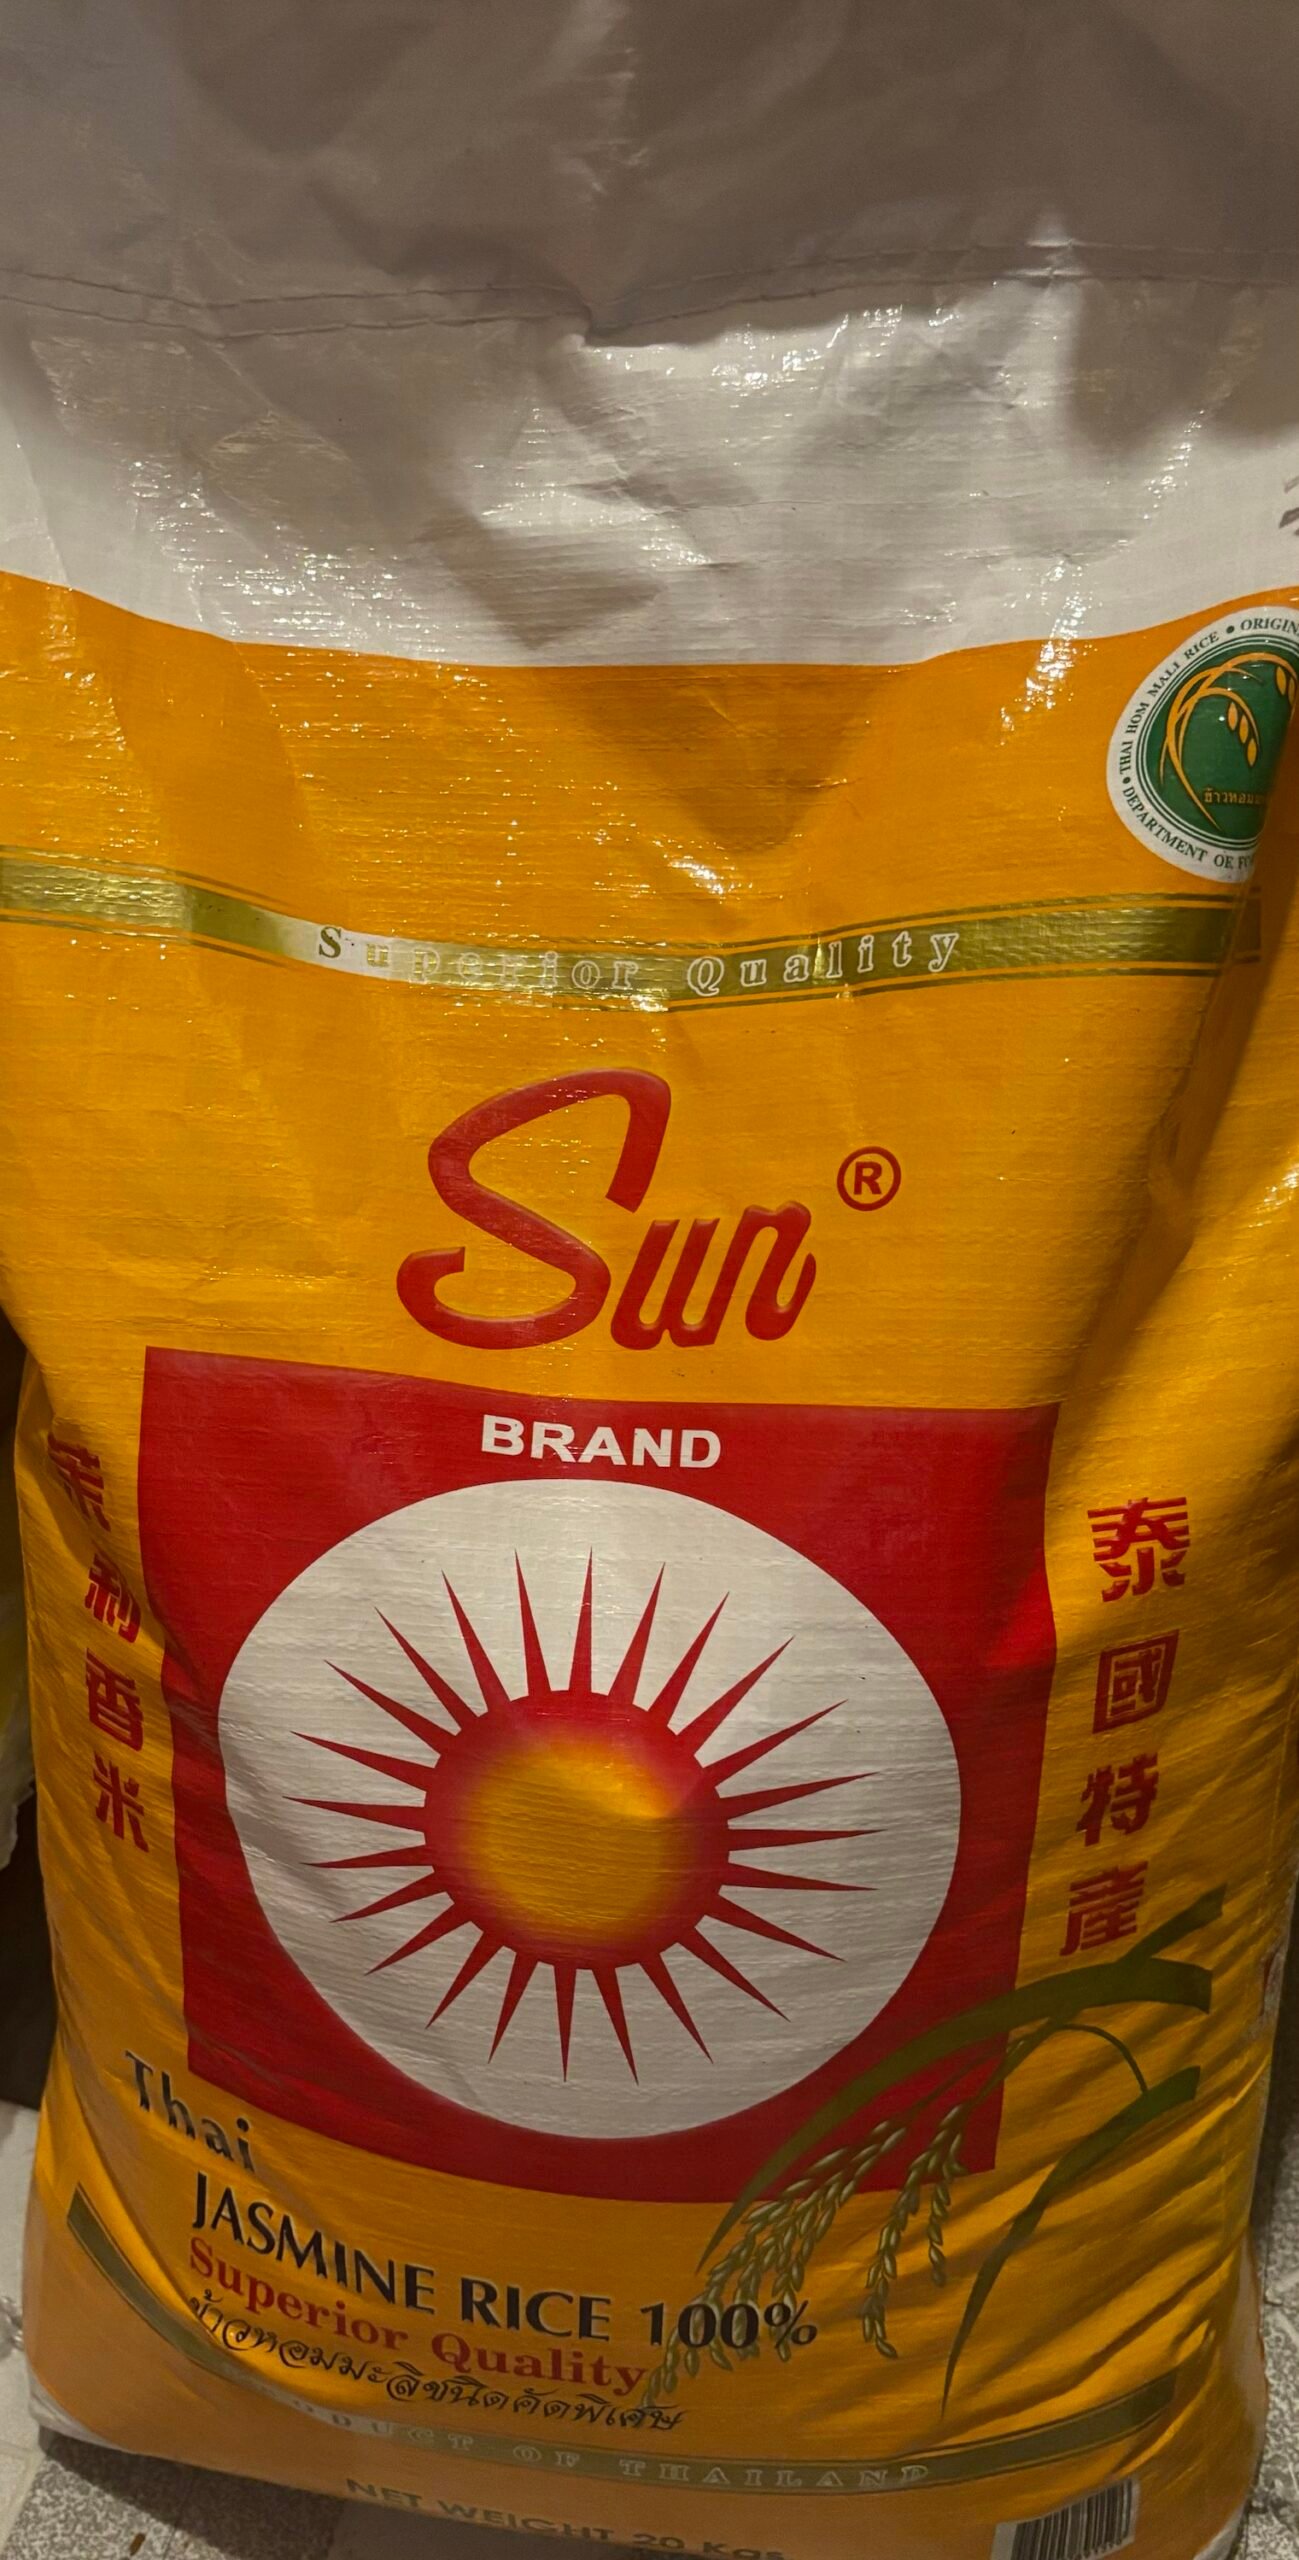 THAI HOM MALI RICE • ORIGIN
DEPARTMENT OF
Superior Quality
Sun ®
BRAND
茉利香米
泰國特產
Thai
JASMINE RICE 100%
Superior Quality
ข้าวหอมมะลิชนิดคัดพิเศษ
PRODUCT OF THAILAND
NET WEIGHT 20 KGS